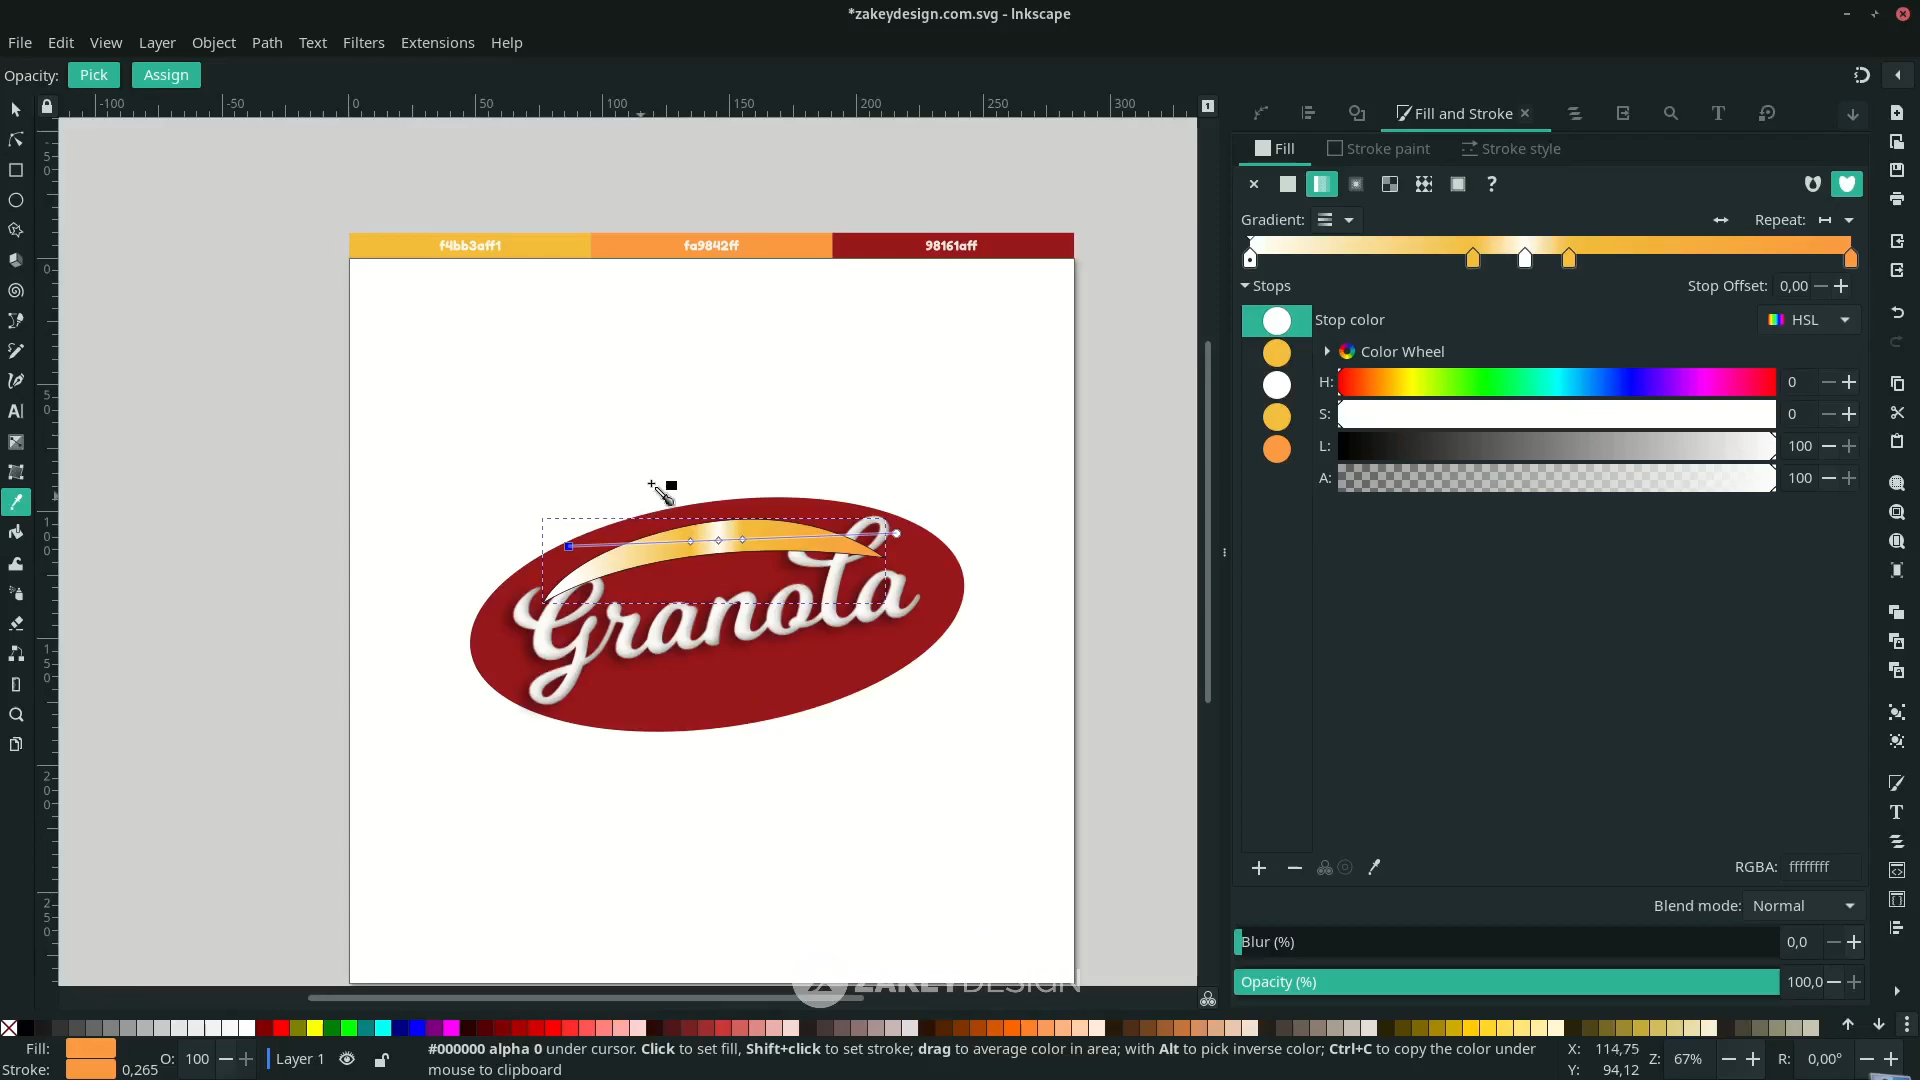 *zakeydesign.com.svg - Inkscape
File Edit View Layer Object Path Text Filters Extensions Help
Opacity: Pick Assign
-100 -50 0 50 100 150 200 250 300
1
Fill and Stroke
Fill Stroke paint Stroke style
Gradient: Repeat:
Stops Stop Offset: 0,00
Stop color HSL
Color Wheel
H: 0
S: 0
L: 100
A: 100
f4bb3aff1 fa9842ff 98161aff
Granola
RGBA: ffffffff
Blend mode: Normal
Blur (%) 0,0
Opacity (%) 100,0
ZAKEYDESIGN
Fill:
Stroke: 0,265
O: 100
Layer 1
#000000 alpha 0 under cursor. Click to set fill, Shift+click to set stroke; drag to average color in area; with Alt to pick inverse color; Ctrl+C to copy the color under
mouse to clipboard
X: 114,75
Y: 94,12
Z: 67%
R: 0,00°